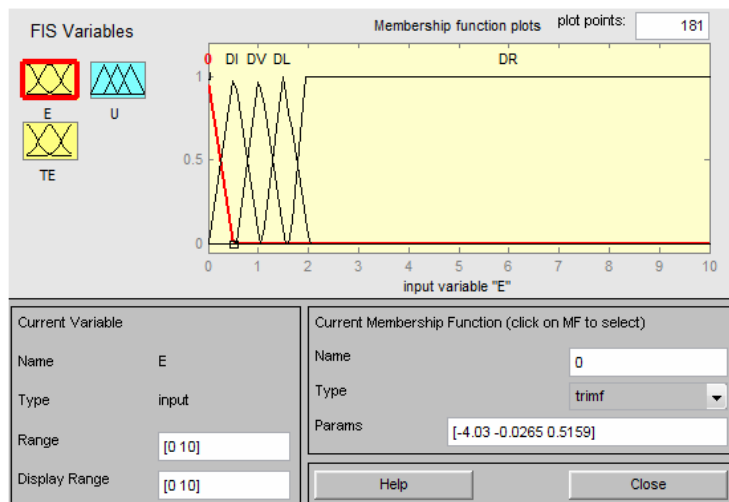 FIS Variables
Membership function plots
plot points:
181
E
U
TE
0
DI
DV
DL
DR
1
0.5
0
0
1
2
3
4
5
6
7
8
9
10
input variable "E"
Current Variable
Name
E
Type
input
Range
[0 10]
Display Range
[0 10]
Current Membership Function (click on MF to select)
Name
0
Type
trimf
Params
[-4.03 -0.0265 0.5159]
Help
Close